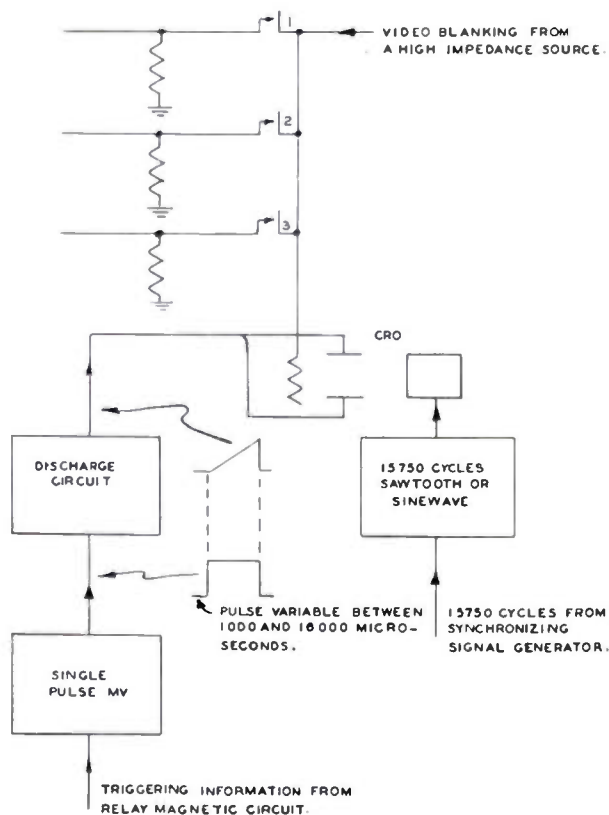 1
VIDEO BLANKING FROM
A HIGH IMPEDANCE SOURCE.
2
3
CRO
DISCHARGE
CIRCUIT
15750 CYCLES
SAWTOOTH OR
SINEWAVE
PULSE VARIABLE BETWEEN
1000 AND 16000 MICRO-
SECONDS.
15750 CYCLES FROM
SYNCHRONIZING
SIGNAL GENERATOR.
SINGLE
PULSE MV
TRIGGERING INFORMATION FROM
RELAY MAGNETIC CIRCUIT.